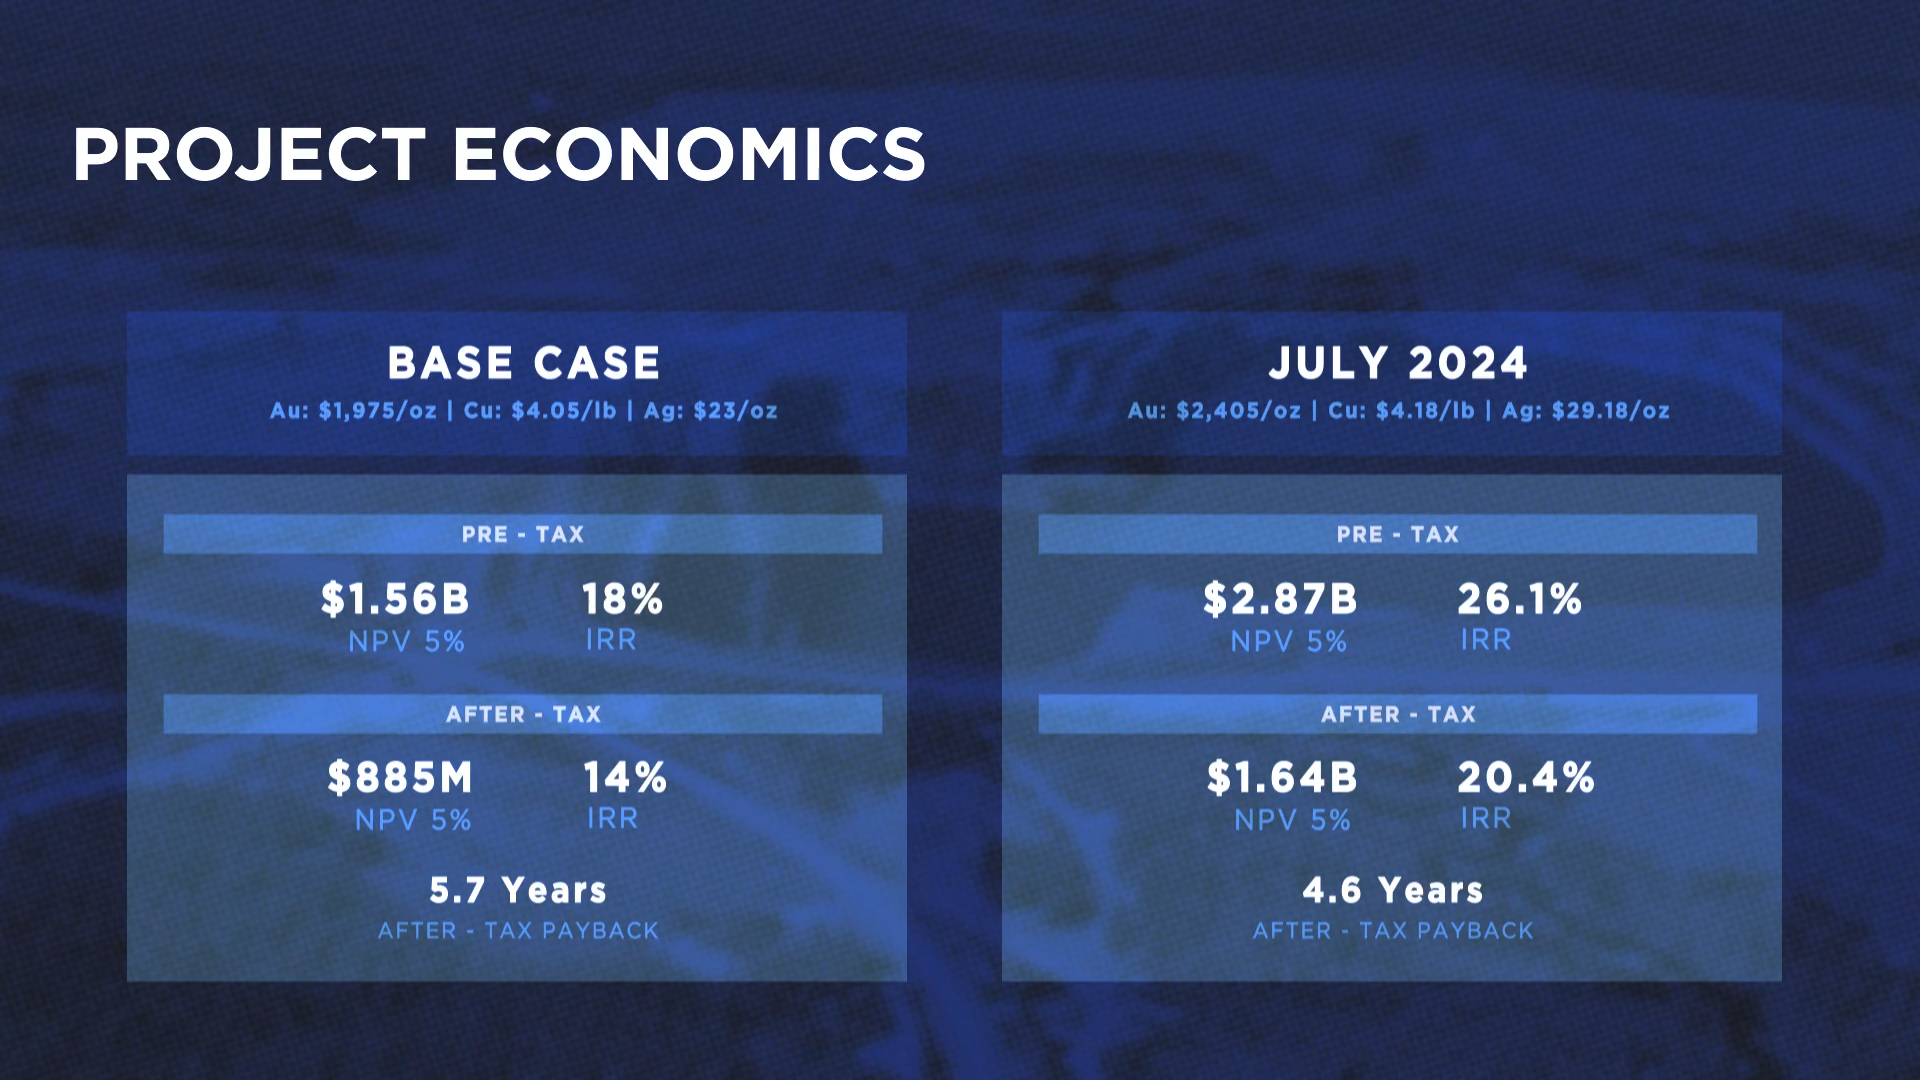 PROJECT ECONOMICS
BASE CASE
Au: $1,975/oz | Cu: $4.05/lb | Ag: $23/oz
PRE - TAX
$1.56B 18%
NPV 5% IRR
AFTER - TAX
$885M 14%
NPV 5% IRR
5.7 Years
AFTER - TAX PAYBACK
JULY 2024
Au: $2,405/oz | Cu: $4.18/lb | Ag: $29.18/oz
PRE - TAX
$2.87B 26.1%
NPV 5% IRR
AFTER - TAX
$1.64B 20.4%
NPV 5% IRR
4.6 Years
AFTER - TAX PAYBACK